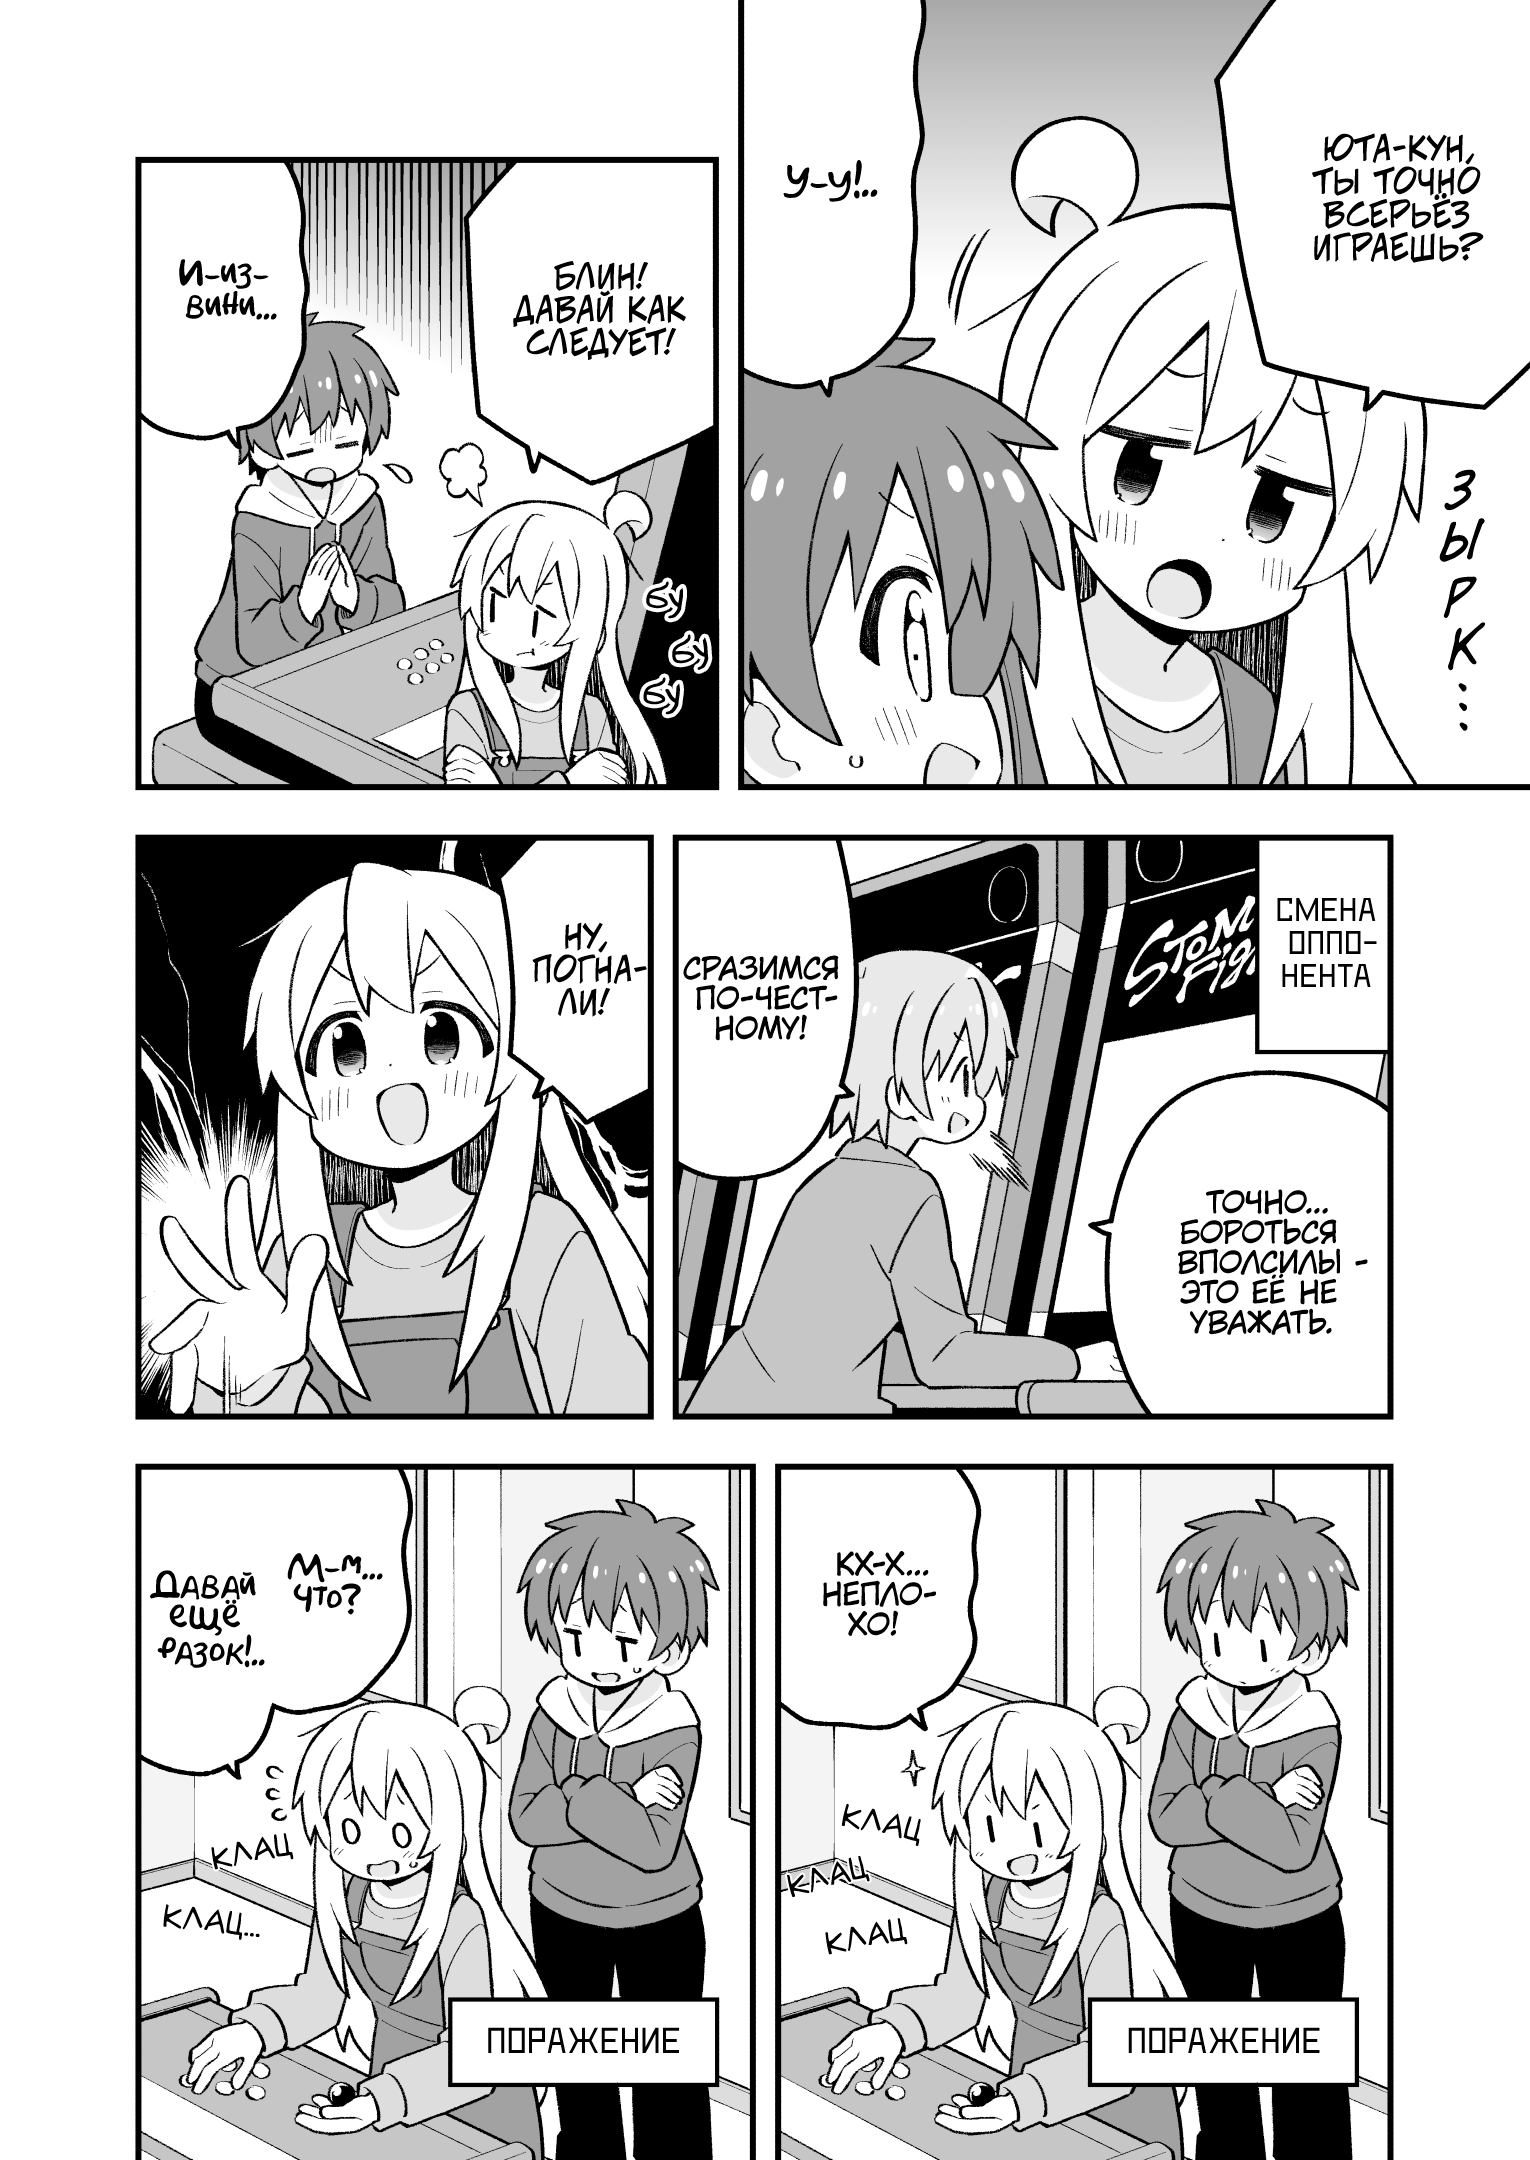 ЮТА-КУН,
ТЫ ТОЧНО
ВСЕРЬЁЗ
ИГРАЕШЬ?
У-У!..
ЗЫРК...
БЛИН!
ДАВАЙ КАК
СЛЕДУЕТ!
И-ИЗ-
ВИНИ...
БУ
БУ
БУ
СМЕНА
ОППО-
НЕНТА
STOM
FIG
ТОЧНО...
БОРОТЬСЯ
ВПОЛСИЛЫ -
ЭТО ЕЁ НЕ
УВАЖАТЬ.
СРАЗИМСЯ
ПО-ЧЕСТ-
НОМУ!
НУ,
ПОГНА-
ЛИ!
КХ-Х...
НЕПЛО-
ХО!
КЛАЦ
КЛАЦ
КЛАЦ
ПОРАЖЕНИЕ
М-М...
ЧТО?
ДАВАЙ
ЕЩЁ
РАЗОК!..
КЛАЦ
КЛАЦ...
ПОРАЖЕНИЕ